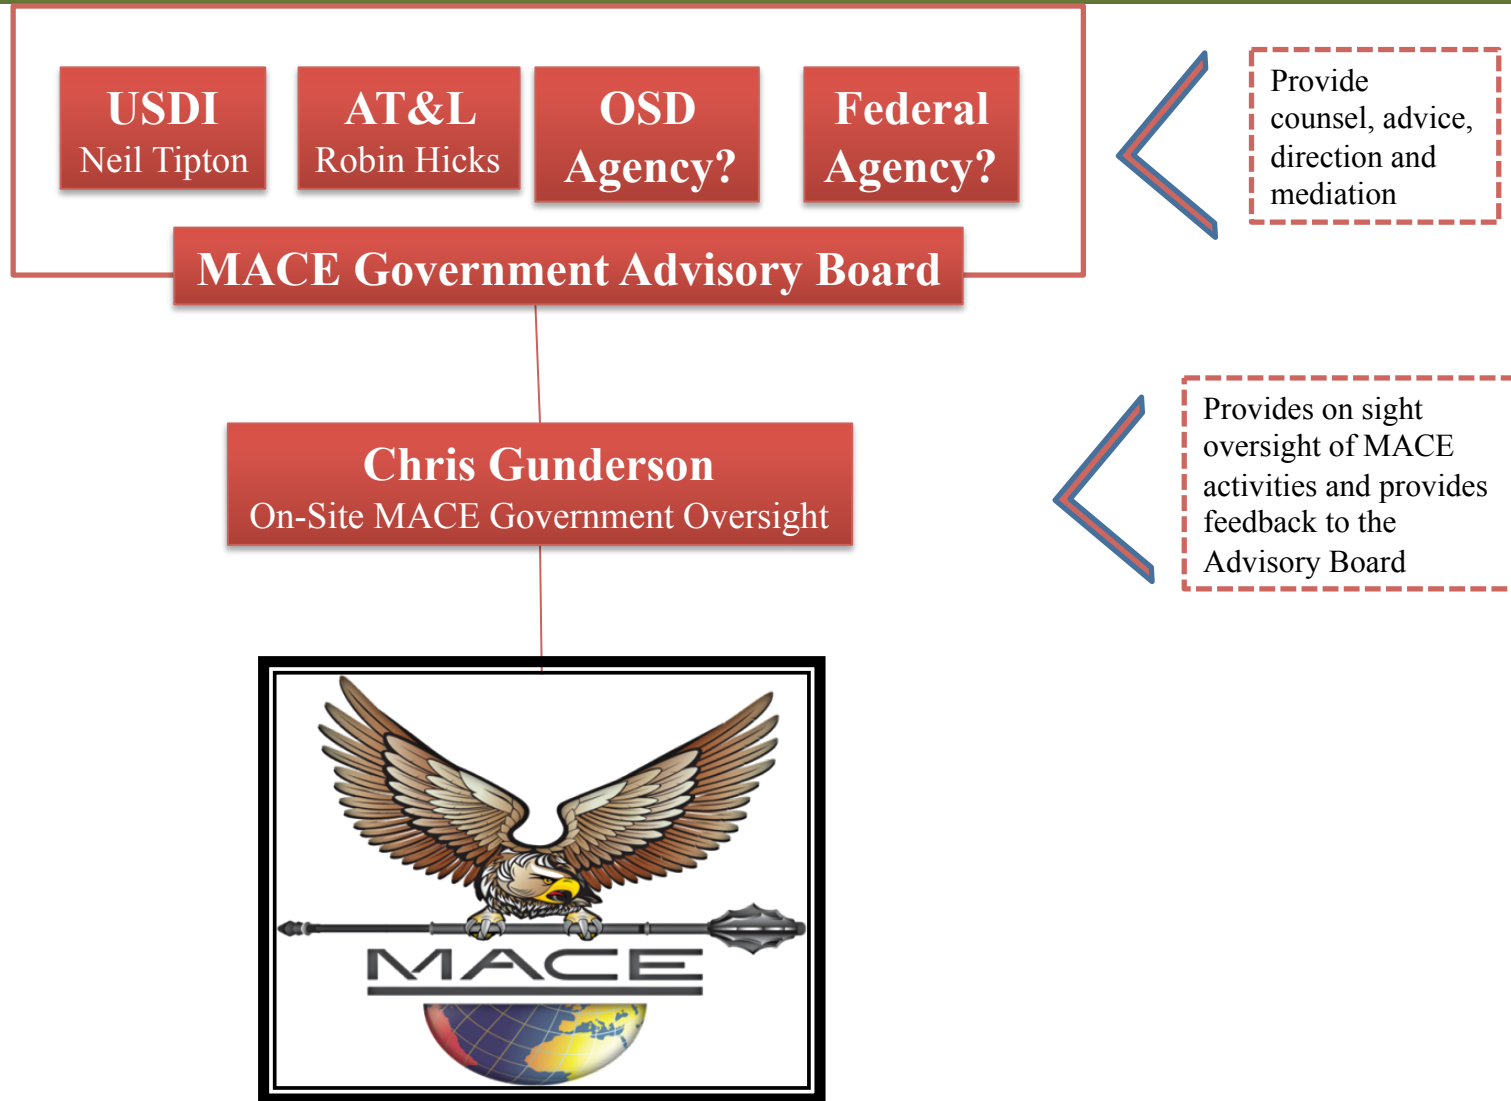 USDI
Neil Tipton
AT&L
Robin Hicks
OSD
Agency?
Federal
Agency?
MACE Government Advisory Board
Provide
counsel, advice,
direction and
mediation
Chris Gunderson
On-Site MACE Government Oversight
Provides on sight
oversight of MACE
activities and provides
feedback to the
Advisory Board
MACE